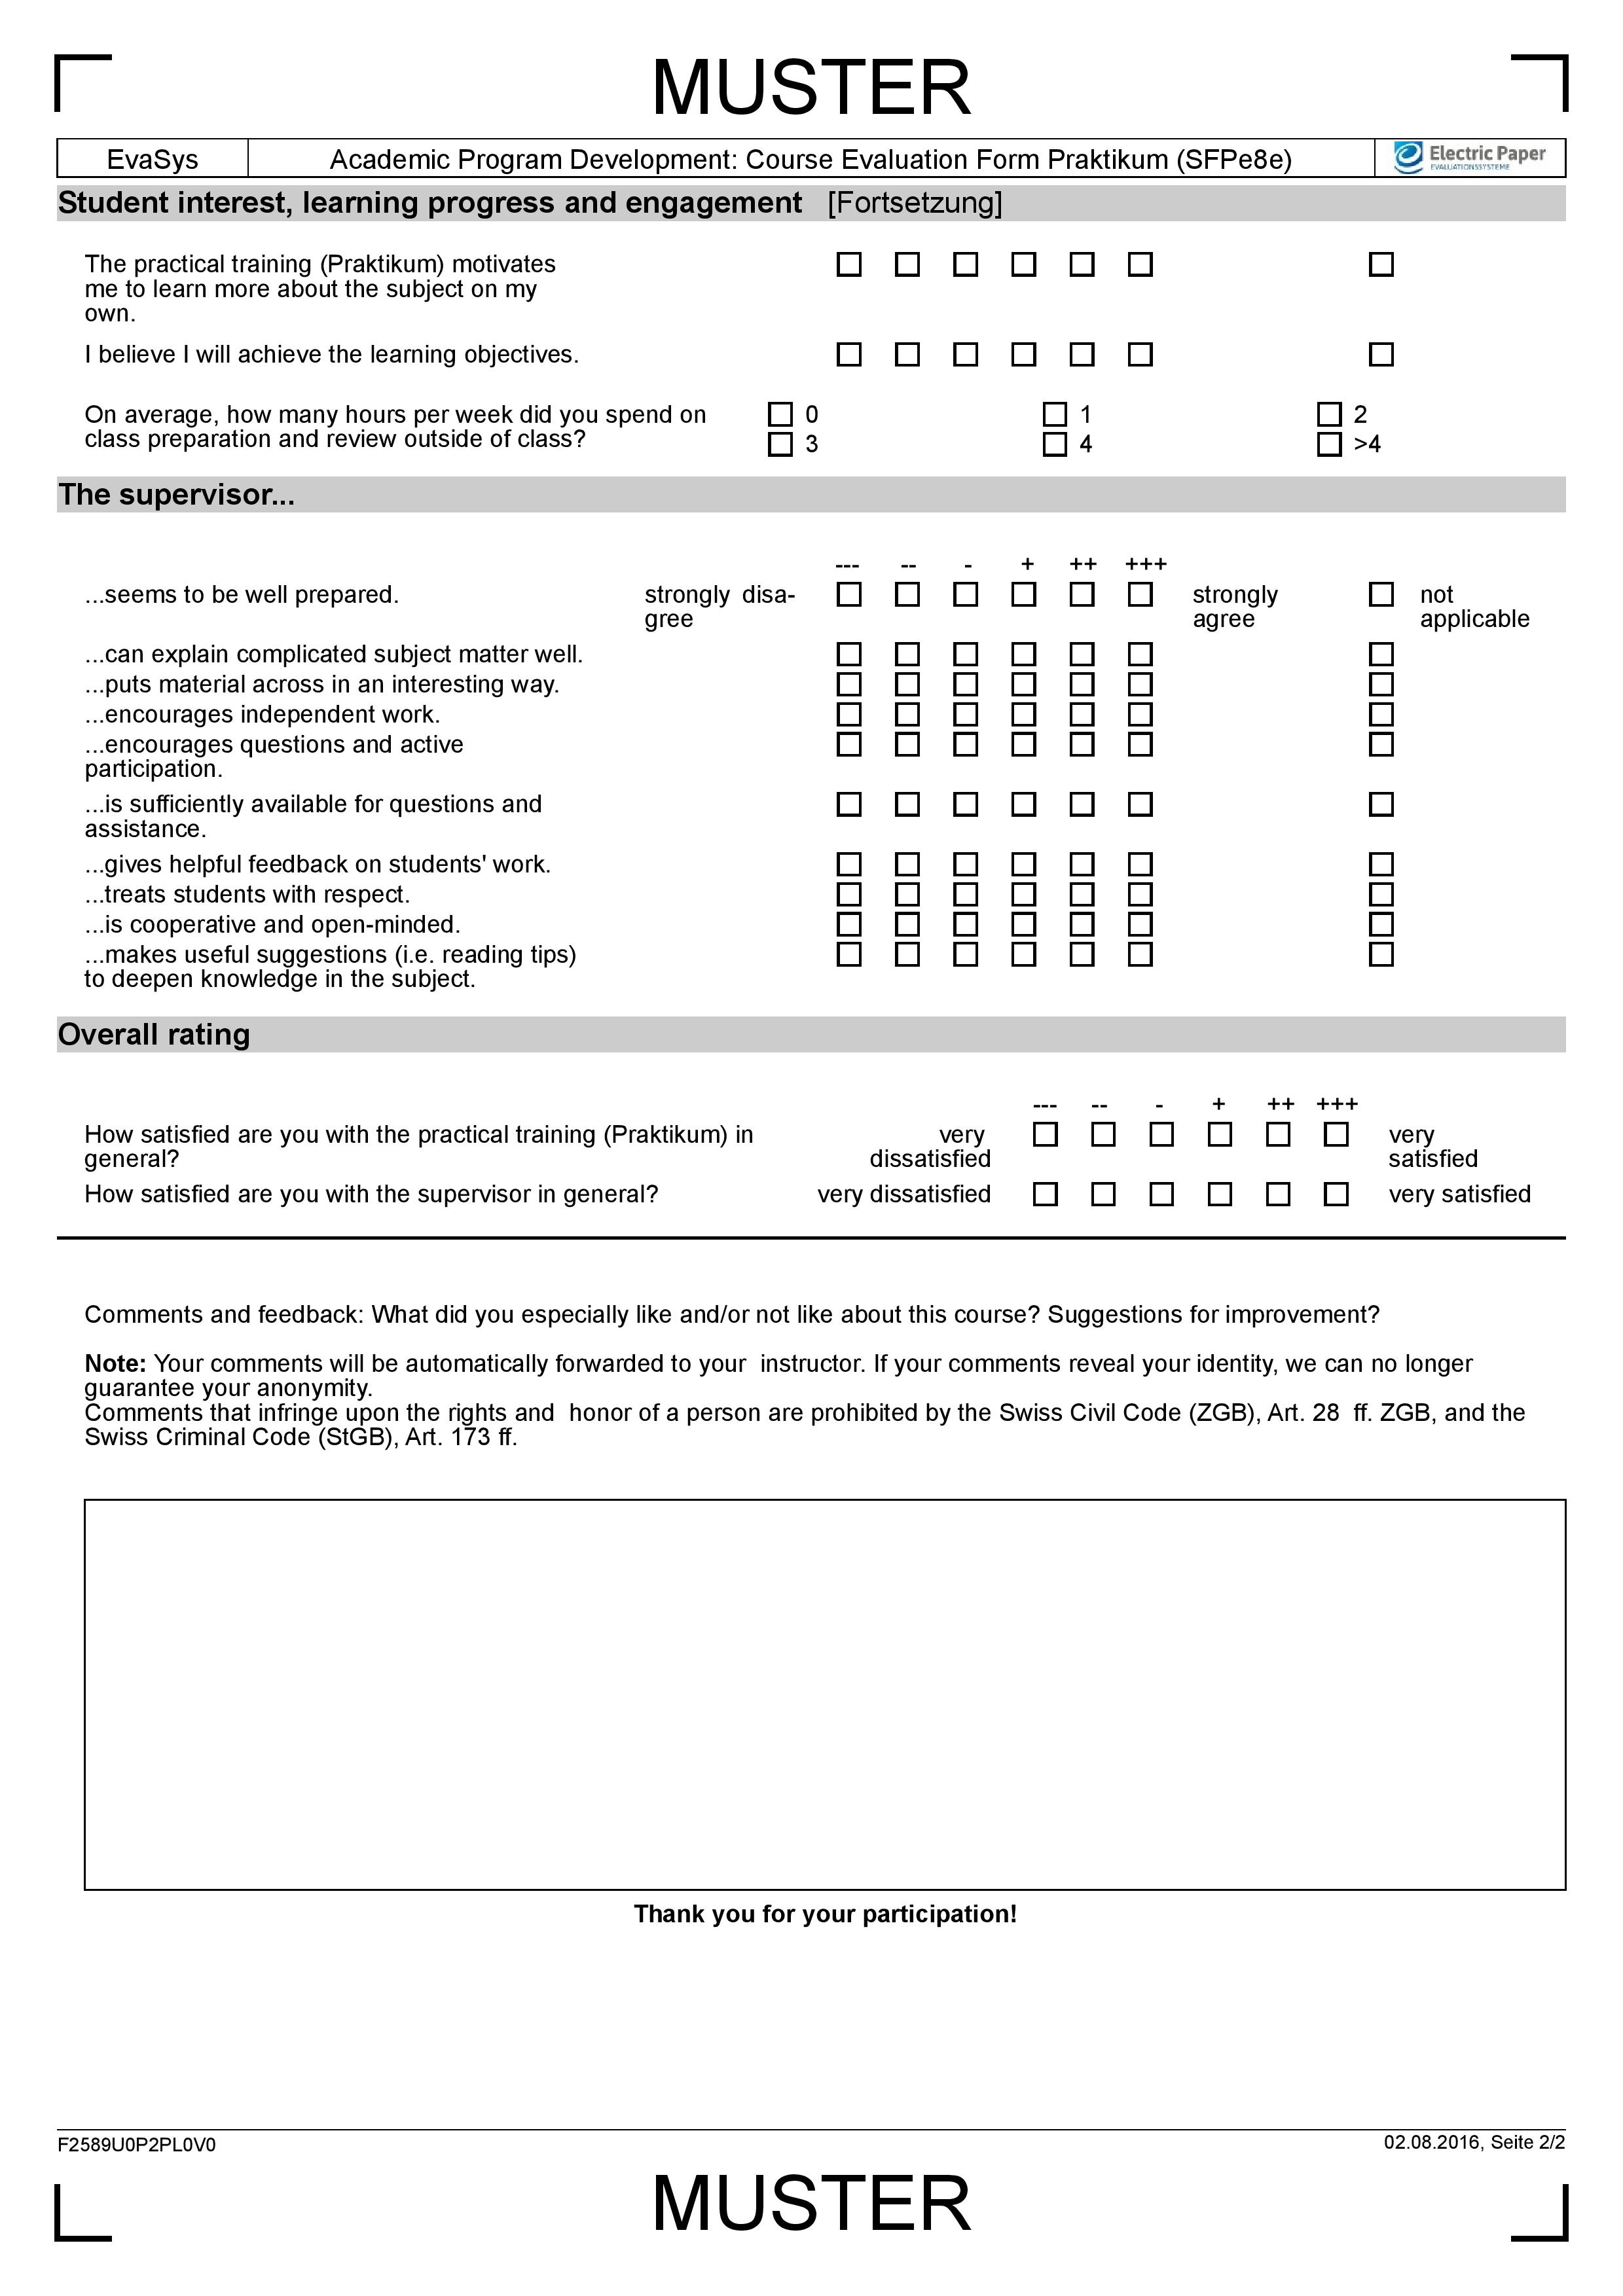 MUSTER
EvaSys
Academic Program Development: Course Evaluation Form Praktikum (SFPe8e)
Electric Paper
EVALUATIONSSYSTEME
Student interest, learning progress and engagement [Fortsetzung]
The practical training (Praktikum) motivates
me to learn more about the subject on my
own.
I believe I will achieve the learning objectives.
On average, how many hours per week did you spend on 0 1 2
class preparation and review outside of class? 3 4 >4
The supervisor...
--- -- - + ++ +++
...seems to be well prepared. strongly disa- strongly not
gree agree applicable
...can explain complicated subject matter well.
...puts material across in an interesting way.
...encourages independent work.
...encourages questions and active
participation.
...is sufficiently available for questions and
assistance.
...gives helpful feedback on students' work.
...treats students with respect.
...is cooperative and open-minded.
...makes useful suggestions (i.e. reading tips)
to deepen knowledge in the subject.
Overall rating
--- -- - + ++ +++
How satisfied are you with the practical training (Praktikum) in very very
general? dissatisfied satisfied
How satisfied are you with the supervisor in general? very dissatisfied very satisfied
Comments and feedback: What did you especially like and/or not like about this course? Suggestions for improvement?
Note: Your comments will be automatically forwarded to your instructor. If your comments reveal your identity, we can no longer
guarantee your anonymity.
Comments that infringe upon the rights and honor of a person are prohibited by the Swiss Civil Code (ZGB), Art. 28 ff. ZGB, and the
Swiss Criminal Code (StGB), Art. 173 ff.
Thank you for your participation!
F2589U0P2PL0V0
02.08.2016, Seite 2/2
MUSTER